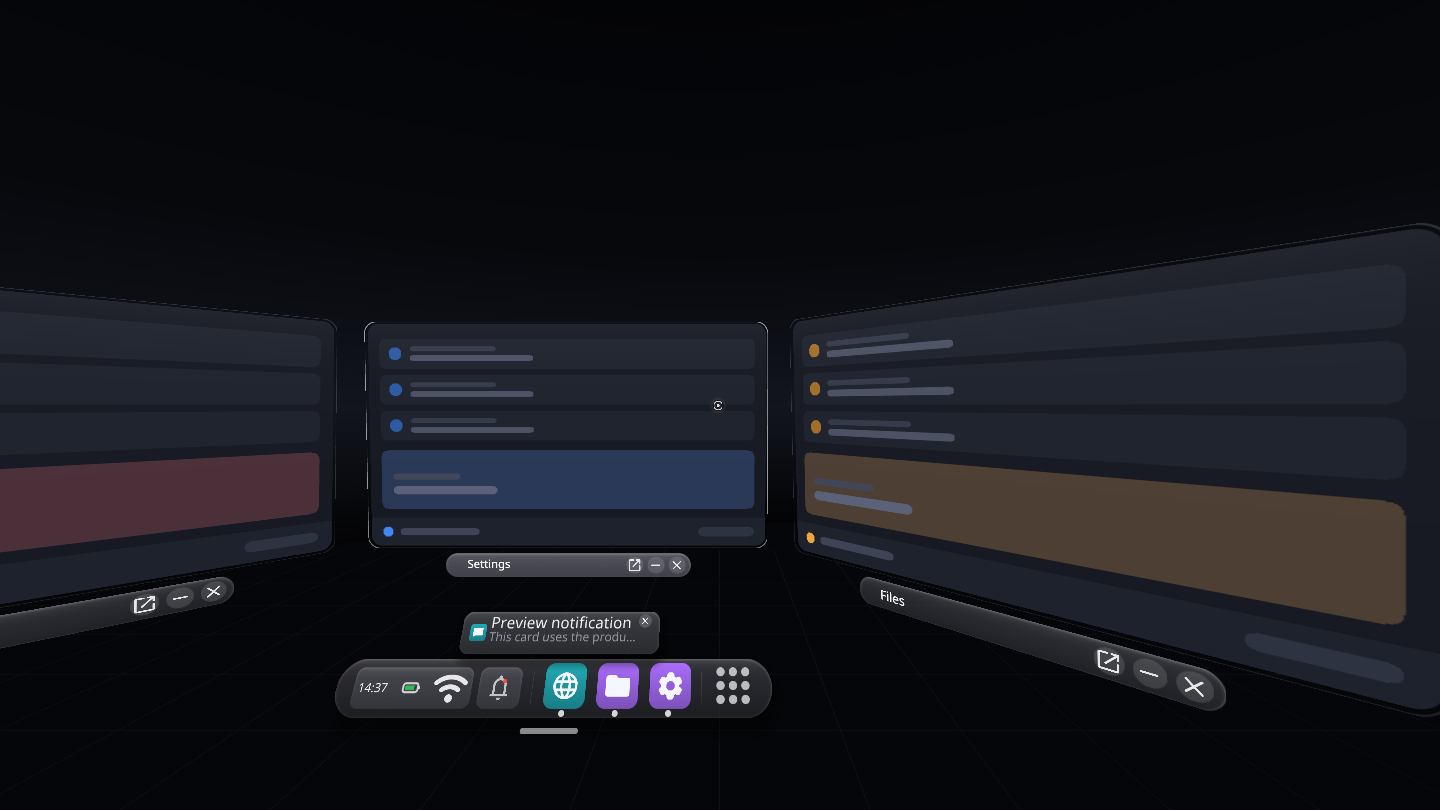 Settings
Files
Preview notification
This card uses the produ...
14:37